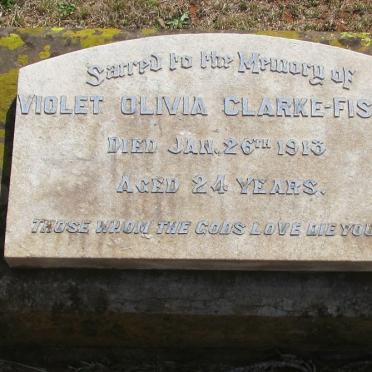 Sacred to the Memory of
VIOLET OLIVIA CLARKE-FIS
DIED JAN. 26TH 1913
AGED 24 YEARS.
THOSE WHOM THE GODS LOVE DIE YOU